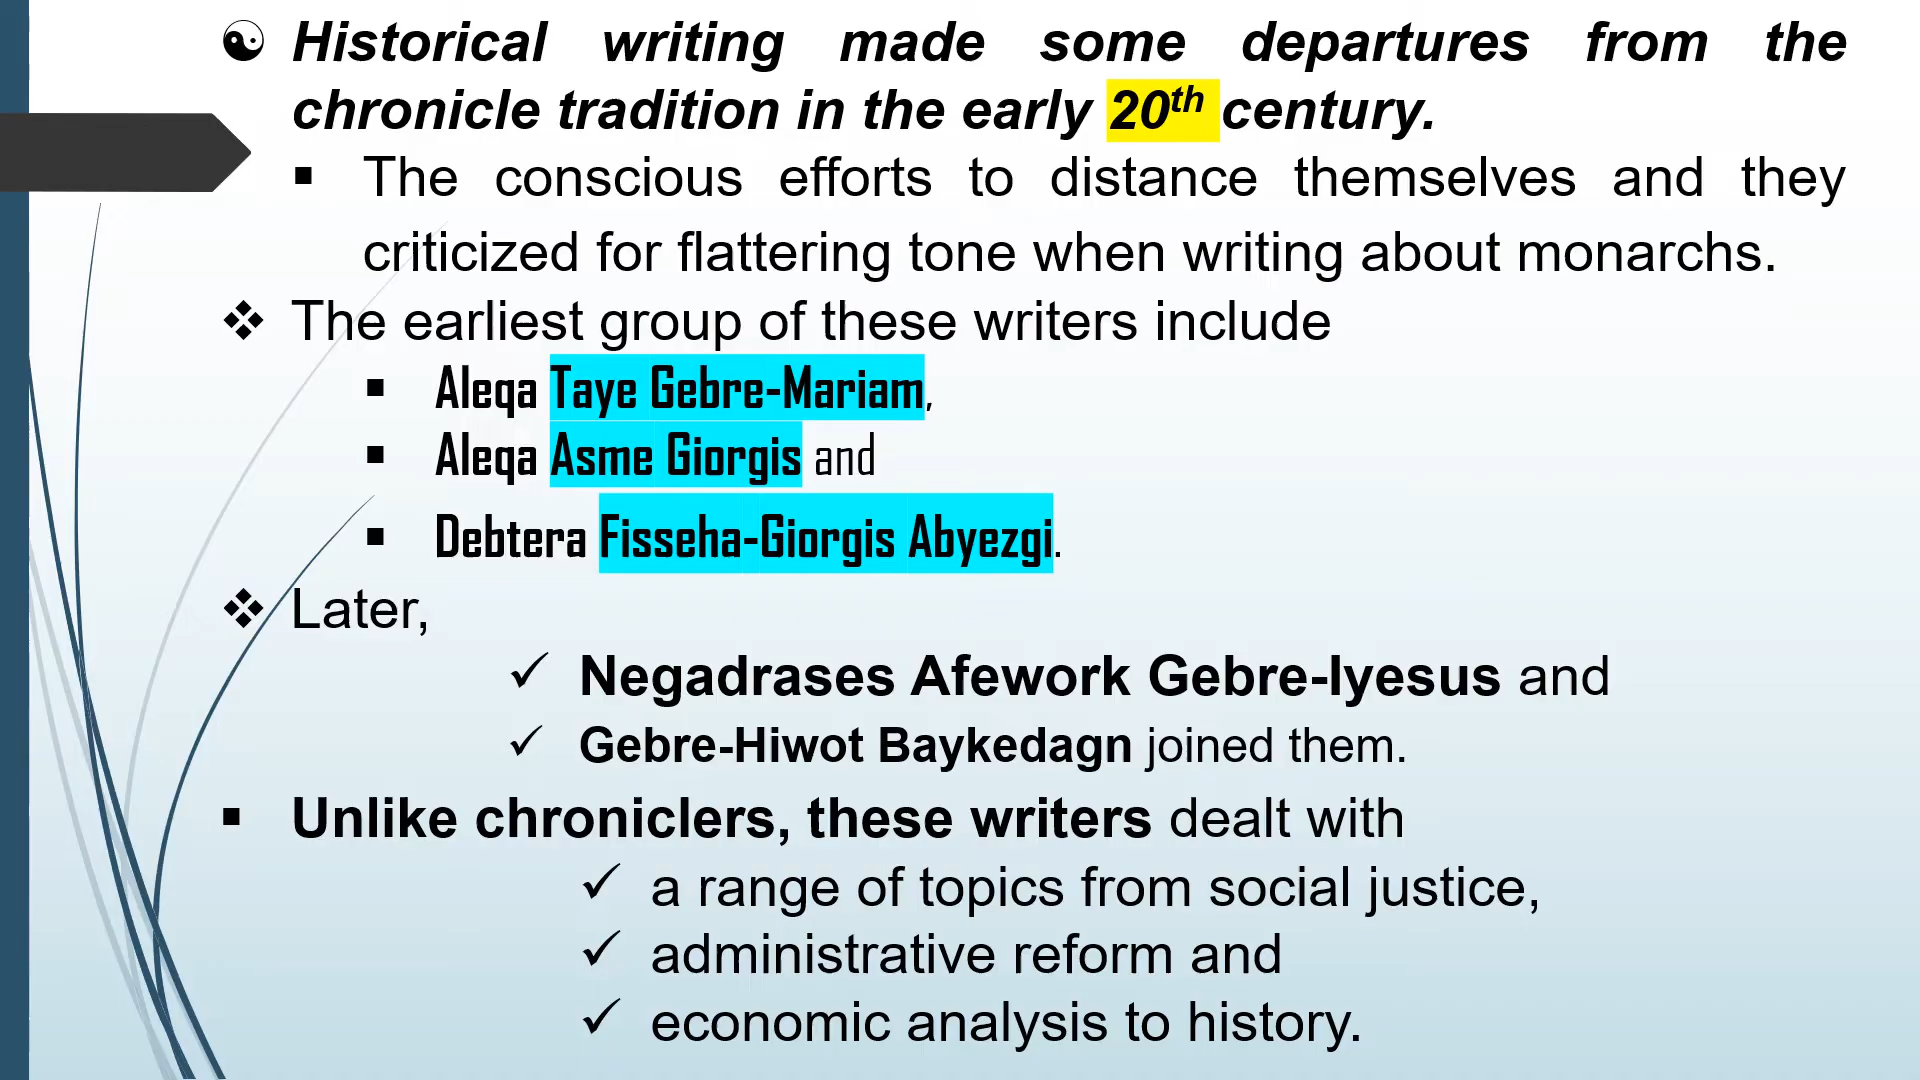 Historical writing made some departures from the
chronicle tradition in the early 20th century.
The conscious efforts to distance themselves and they
criticized for flattering tone when writing about monarchs.
The earliest group of these writers include
Aleqa Taye Gebre-Mariam,
Aleqa Asme Giorgis and
Debtera Fisseha-Giorgis Abyezgi.
Later,
Negadrases Afework Gebre-Iyesus and
Gebre-Hiwot Baykedagn joined them.
Unlike chroniclers, these writers dealt with
a range of topics from social justice,
administrative reform and
economic analysis to history.